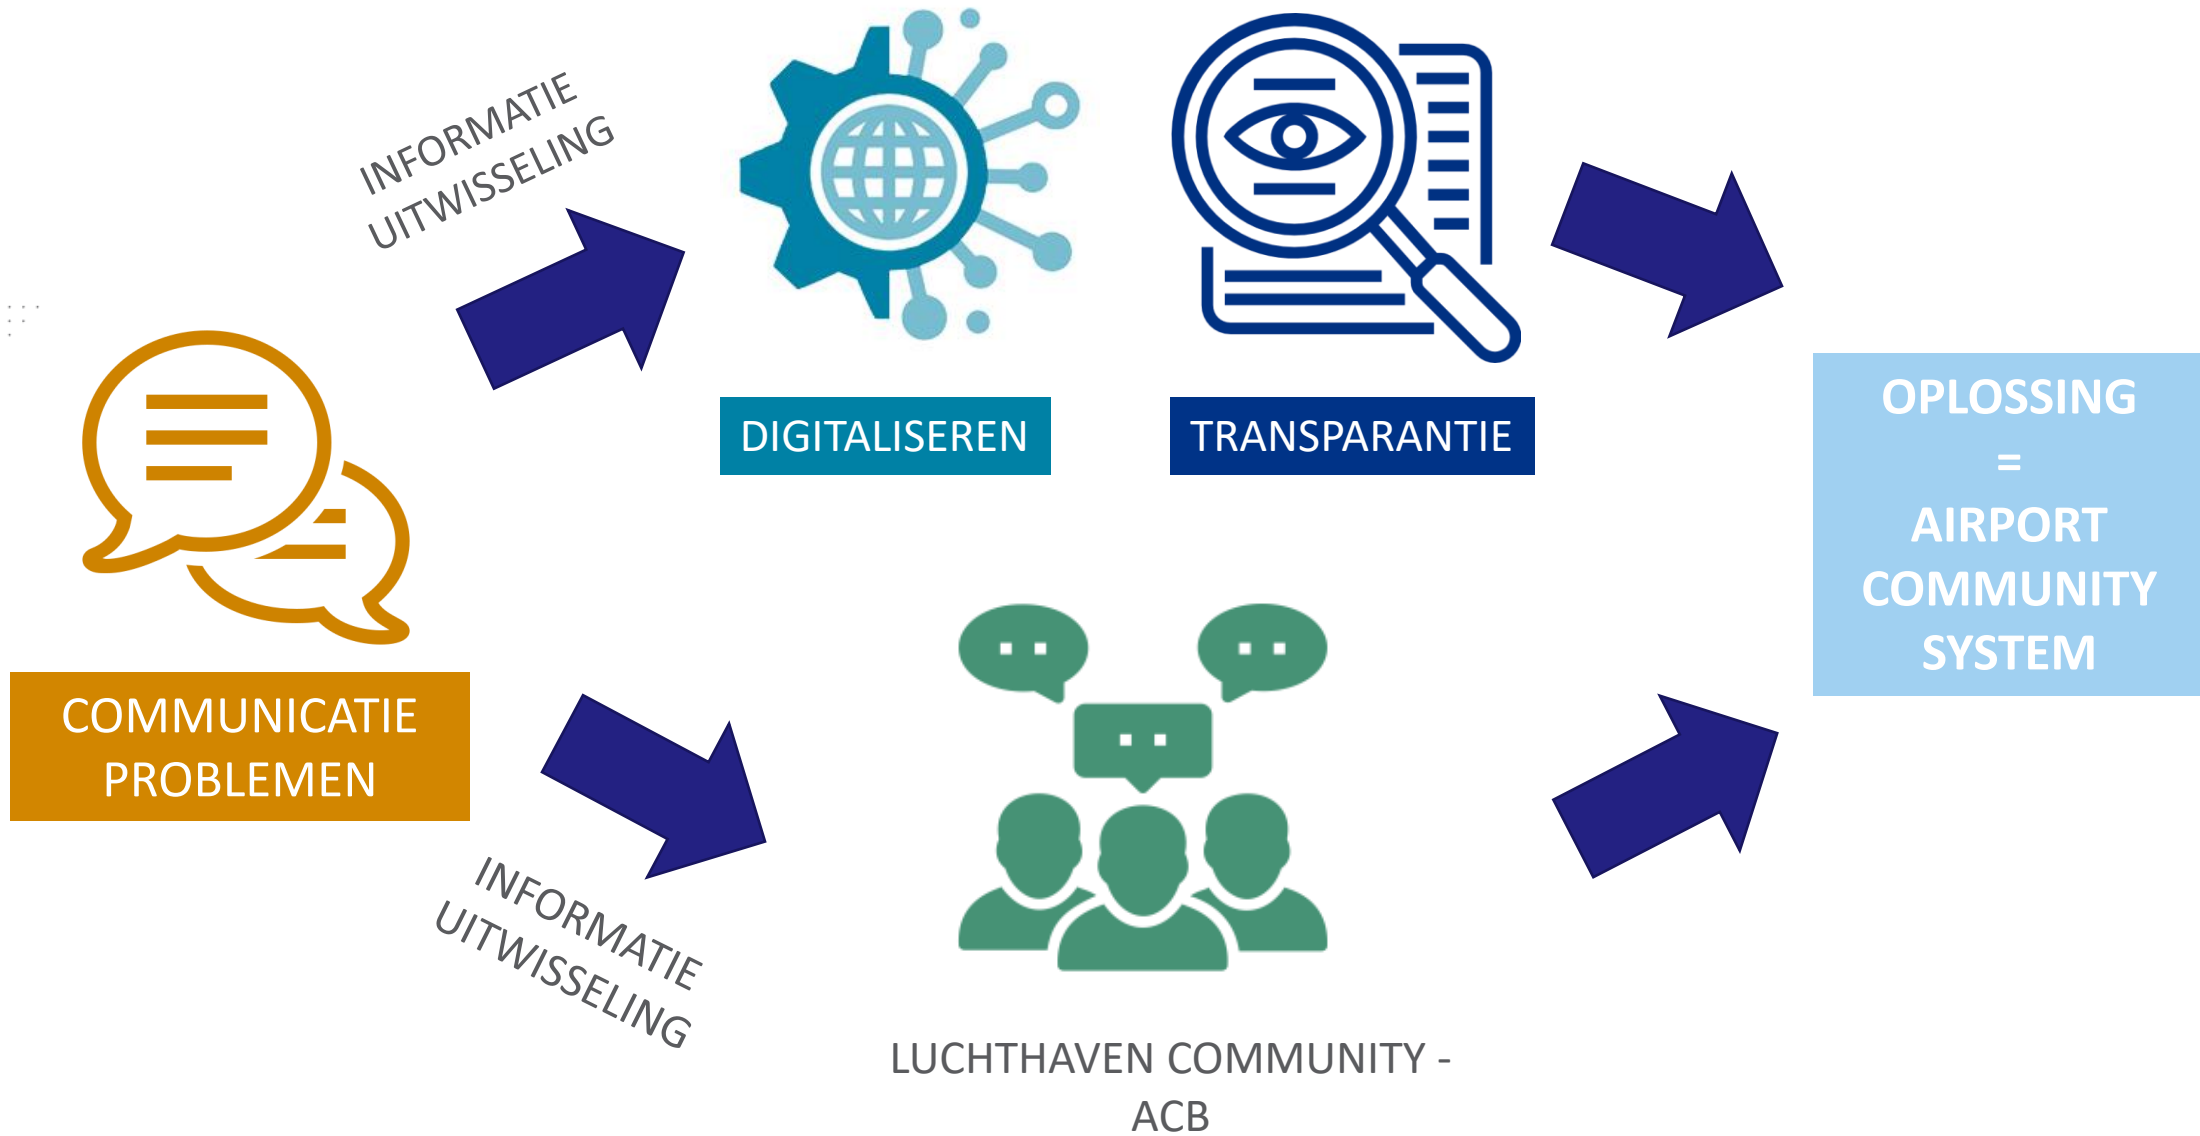 INFORMATIE
UITWISSELING
DIGITALISEREN
TRANSPARANTIE
OPLOSSING
=
AIRPORT
COMMUNITY
SYSTEM
COMMUNICATIE
PROBLEMEN
INFORMATIE
UITWISSELING
LUCHTHAVEN COMMUNITY -
ACB